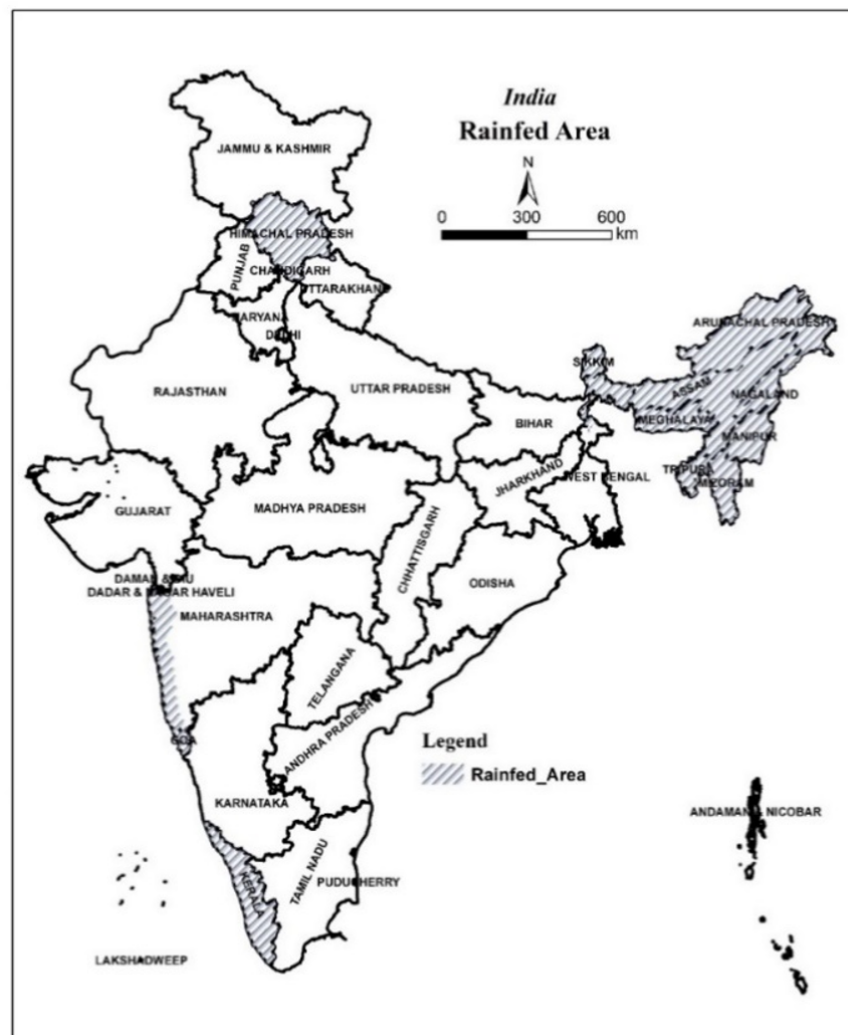 India
Rainfed Area
N
0 300 600
km
JAMMU & KASHMIR
HIMACHAL PRADESH
PUNJAB
CHANDIGARH
UTTARAKHAND
HARYANA
DELHI
RAJASTHAN
UTTAR PRADESH
BIHAR
SIKKIM
ARUNACHAL PRADESH
ASSAM
NAGALAND
MEGHALAYA
MANIPUR
TRIPURA
MIZORAM
JHARKHAND
WEST BENGAL
GUJARAT
MADHYA PRADESH
CHHATTISGARH
ODISHA
DAMAN & DIU
DADAR & NAGAR HAVELI
MAHARASHTRA
TELANGANA
GOA
ANDHRA PRADESH
KARNATAKA
Legend
Rainfed_Area
ANDAMAN & NICOBAR
KERALA
TAMIL NADU
PUDUCHERRY
LAKSHADWEEP